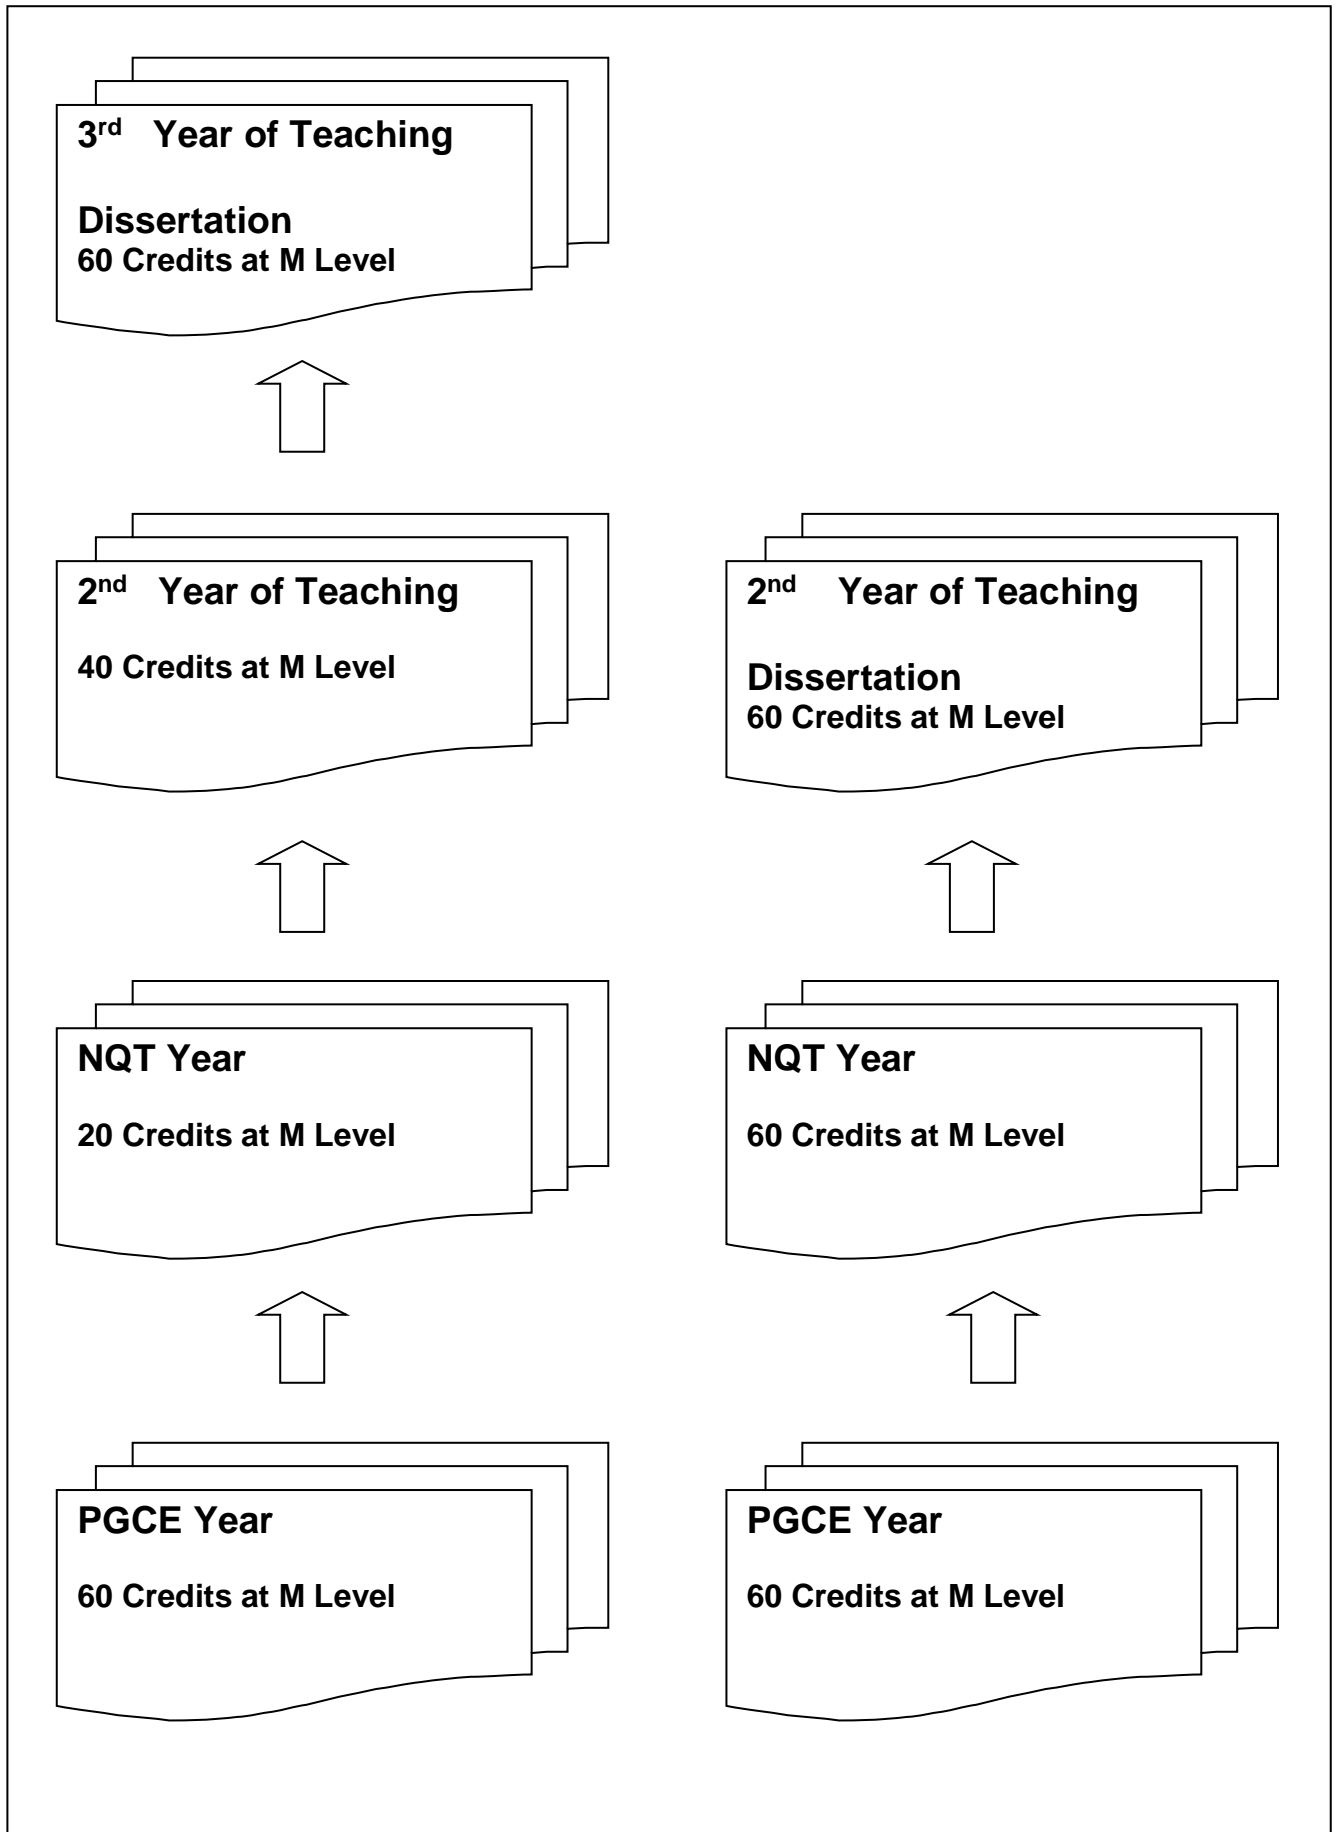 3rd Year of Teaching
Dissertation
60 Credits at M Level
2nd Year of Teaching
40 Credits at M Level
2nd Year of Teaching
Dissertation
60 Credits at M Level
NQT Year
20 Credits at M Level
NQT Year
60 Credits at M Level
PGCE Year
60 Credits at M Level
PGCE Year
60 Credits at M Level